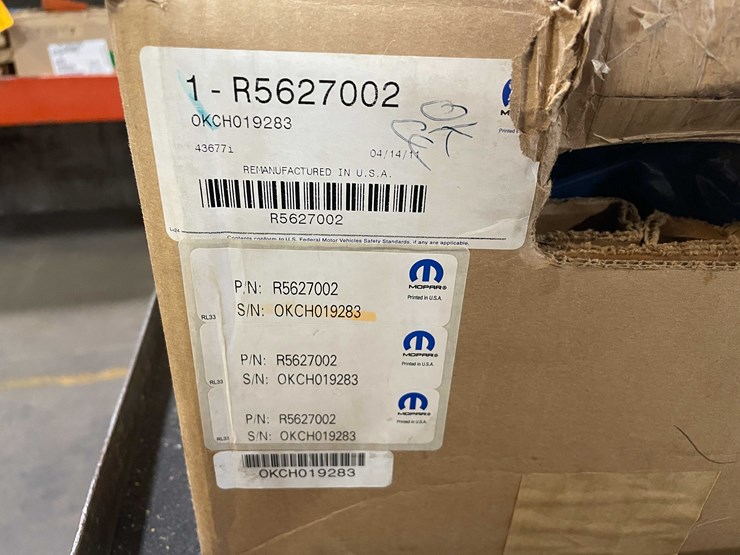 1 - R5627002
OKCH019283
436771
04/14/11
REMANUFACTURED IN U.S.A.
R5627002
Contents conform to U.S. Federal Motor Vehicles Safety Standards, if any are applicable.
P/N: R5627002
S/N: OKCH019283
RL33
MOPAR®
Printed in U.S.A.
P/N: R5627002
S/N: OKCH019283
RL33
MOPAR®
Printed in U.S.A.
P/N: R5627002
S/N: OKCH019283
RL33
MOPAR®
Printed in U.S.A.
OKCH019283